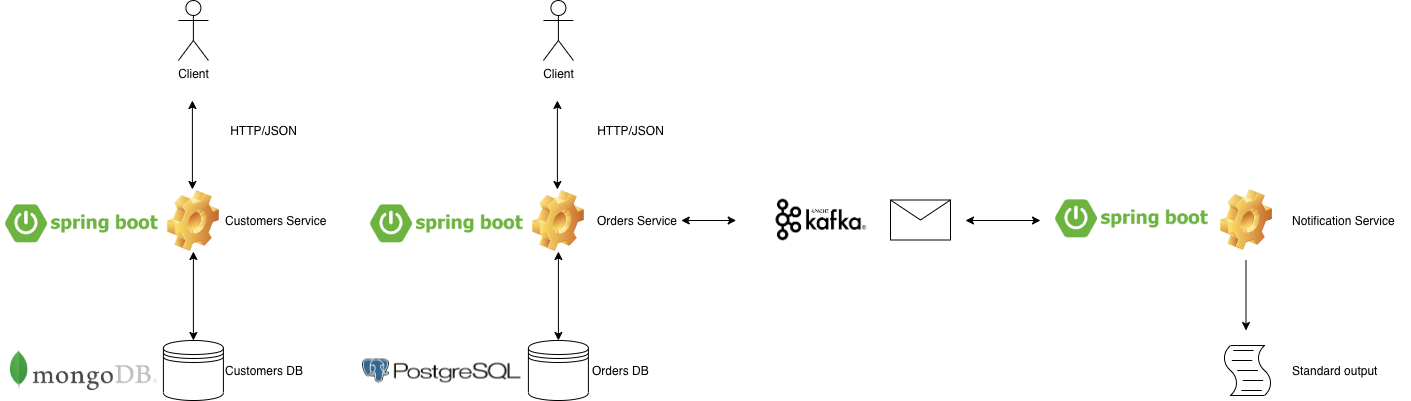 Client
Client
HTTP/JSON
HTTP/JSON
spring boot
Customers Service
spring boot
Orders Service
APACHE
kafka®
spring boot
Notification Service
mongoDB®
Customers DB
PostgreSQL
Orders DB
Standard output